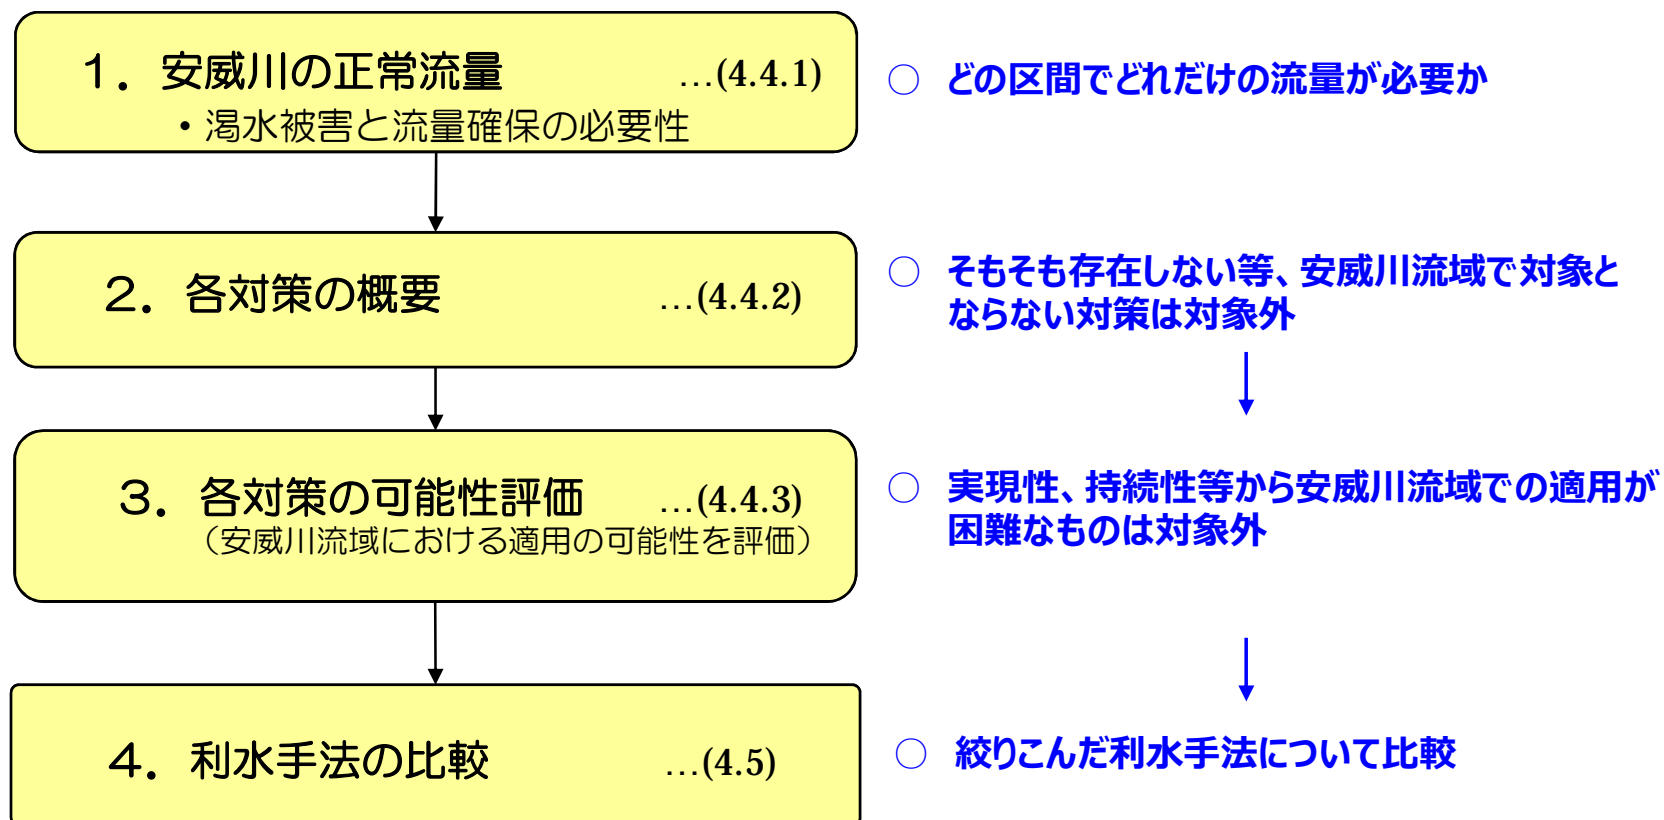 1．安威川の正常流量 …(4.4.1)
・渇水被害と流量確保の必要性
○ どの区間でどれだけの流量が必要か
２．各対策の概要 …(4.4.2)
○ そもそも存在しない等、安威川流域で対象と
ならない対策は対象外
３．各対策の可能性評価 …(4.4.3)
（安威川流域における適用の可能性を評価）
○ 実現性、持続性等から安威川流域での適用が
困難なものは対象外
４．利水手法の比較 …(4.5)
○ 絞りこんだ利水手法について比較